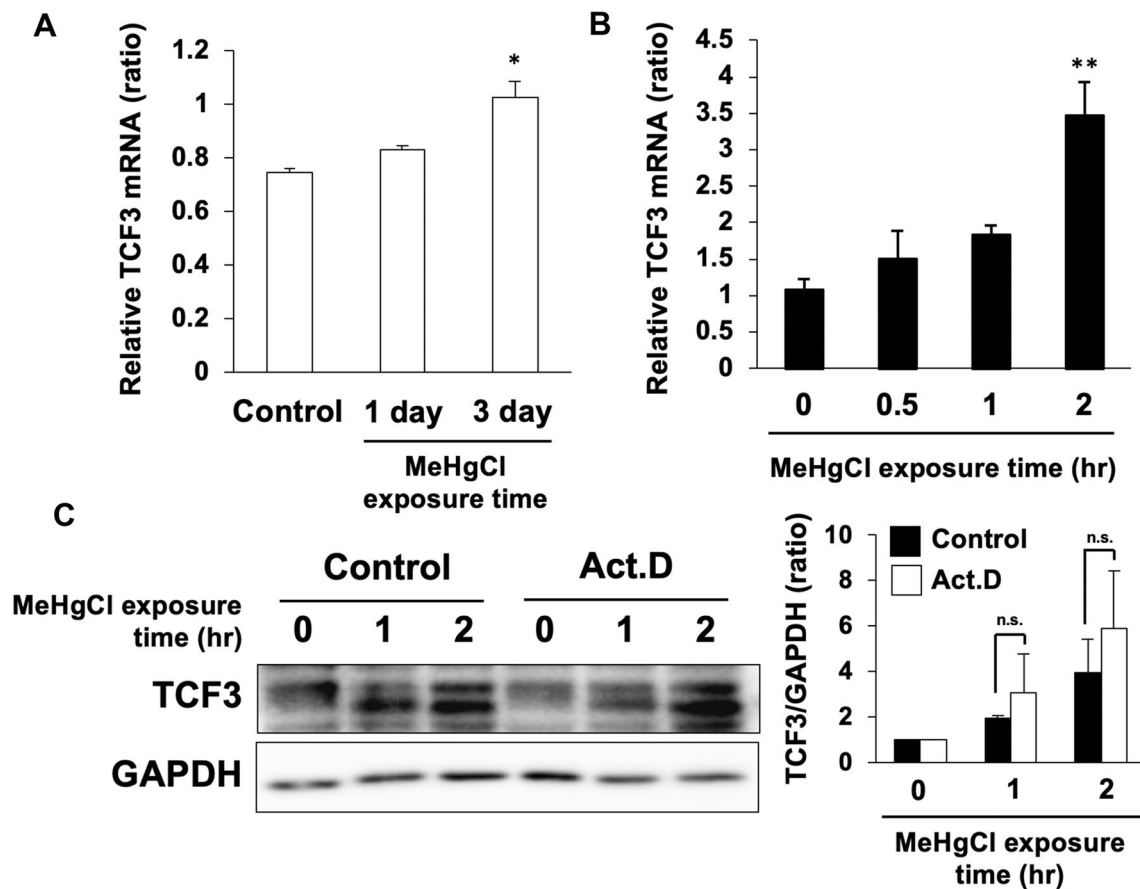 A
Relative TCF3 mRNA (ratio)
1.2
1
0.8
0.6
0.4
0.2
0
*
Control 1 day 3 day
MeHgCl
exposure time
B
Relative TCF3 mRNA (ratio)
4.5
4
3.5
3
2.5
2
1.5
1
0.5
0
**
0 0.5 1 2
MeHgCl exposure time (hr)
C
Control Act.D
MeHgCl exposure
time (hr)
0 1 2 0 1 2
TCF3
GAPDH
TCF3/GAPDH (ratio)
10
8
6
4
2
0
Control
Act.D
n.s.
n.s.
0 1 2
MeHgCl exposure
time (hr)